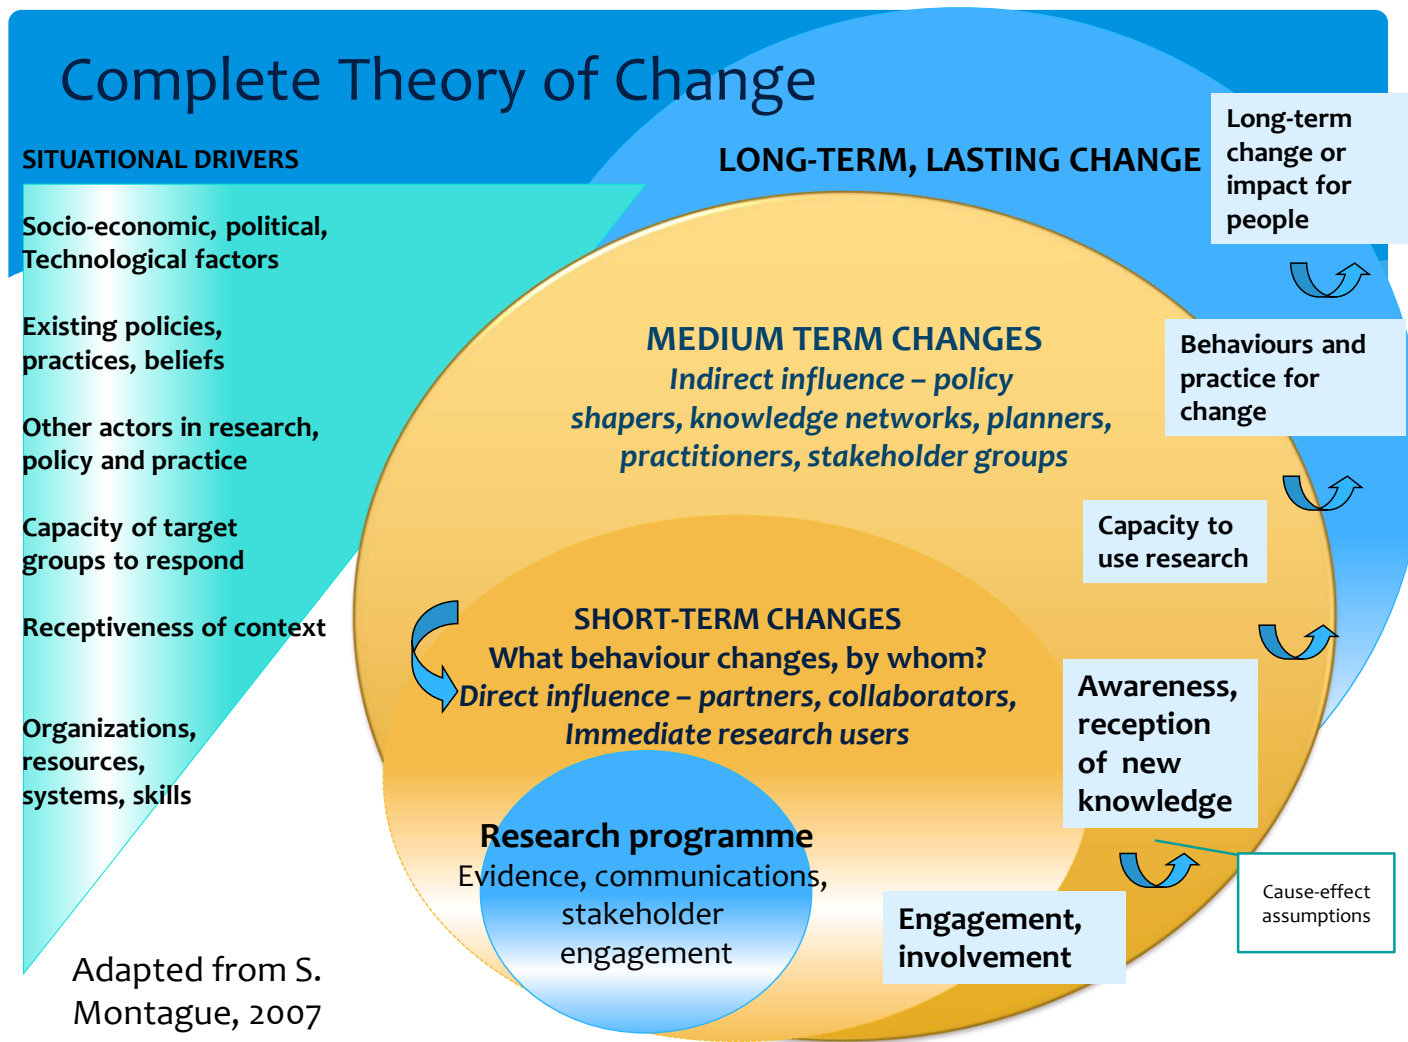 Complete Theory of Change
SITUATIONAL DRIVERS
Socio-economic, political,
Technological factors
Existing policies,
practices, beliefs
Other actors in research,
policy and practice
Capacity of target
groups to respond
Receptiveness of context
Organizations,
resources,
systems, skills
Adapted from S.
Montague, 2007
LONG-TERM, LASTING CHANGE
MEDIUM TERM CHANGES
Indirect influence – policy
shapers, knowledge networks, planners,
practitioners, stakeholder groups
SHORT-TERM CHANGES
What behaviour changes, by whom?
Direct influence – partners, collaborators,
Immediate research users
Research programme
Evidence, communications,
stakeholder
engagement
Long-term
change or
impact for
people
Behaviours and
practice for
change
Capacity to
use research
Awareness,
reception
of new
knowledge
Engagement,
involvement
Cause-effect
assumptions